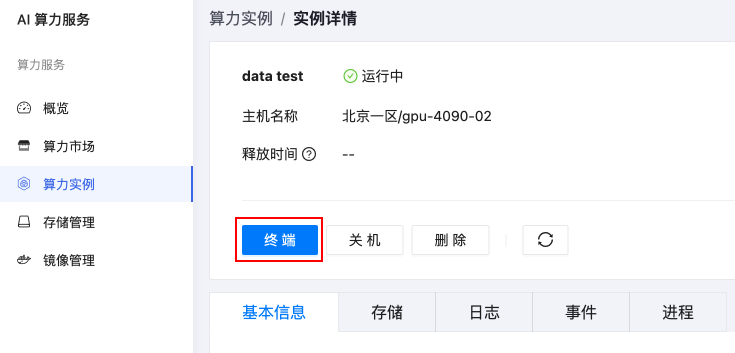 AI 算力服务
算力服务
概览
算力市场
算力实例
存储管理
镜像管理
算力实例 / 实例详情
data test 运行中
主机名称 北京一区/gpu-4090-02
释放时间 ? --
终端 关机 删除
基本信息 存储 日志 事件 进程